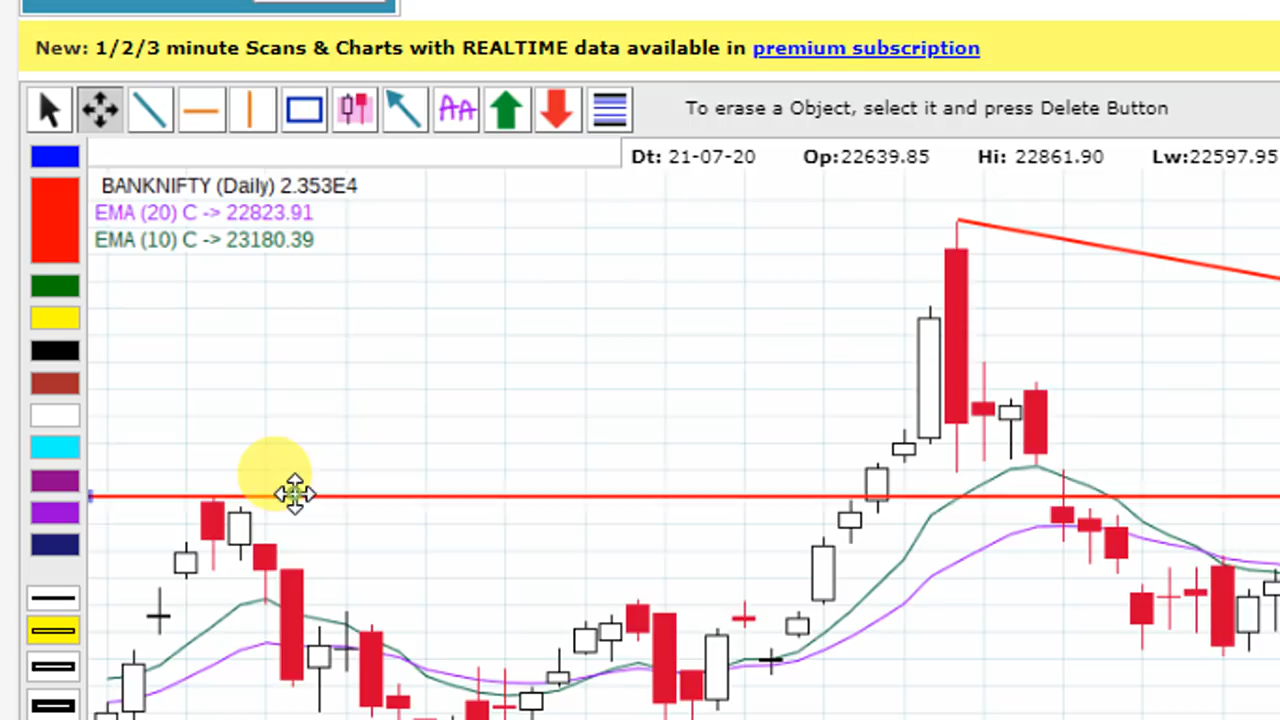 New: 1/2/3 minute Scans & Charts with REALTIME data available in premium subscription
AA To erase a Object, select it and press Delete Button
Dt: 21-07-20 Op:22639.85 Hi: 22861.90 Lw:22597.95
BANKNIFTY (Daily) 2.353E4
EMA (20) C -> 22823.91
EMA (10) C -> 23180.39